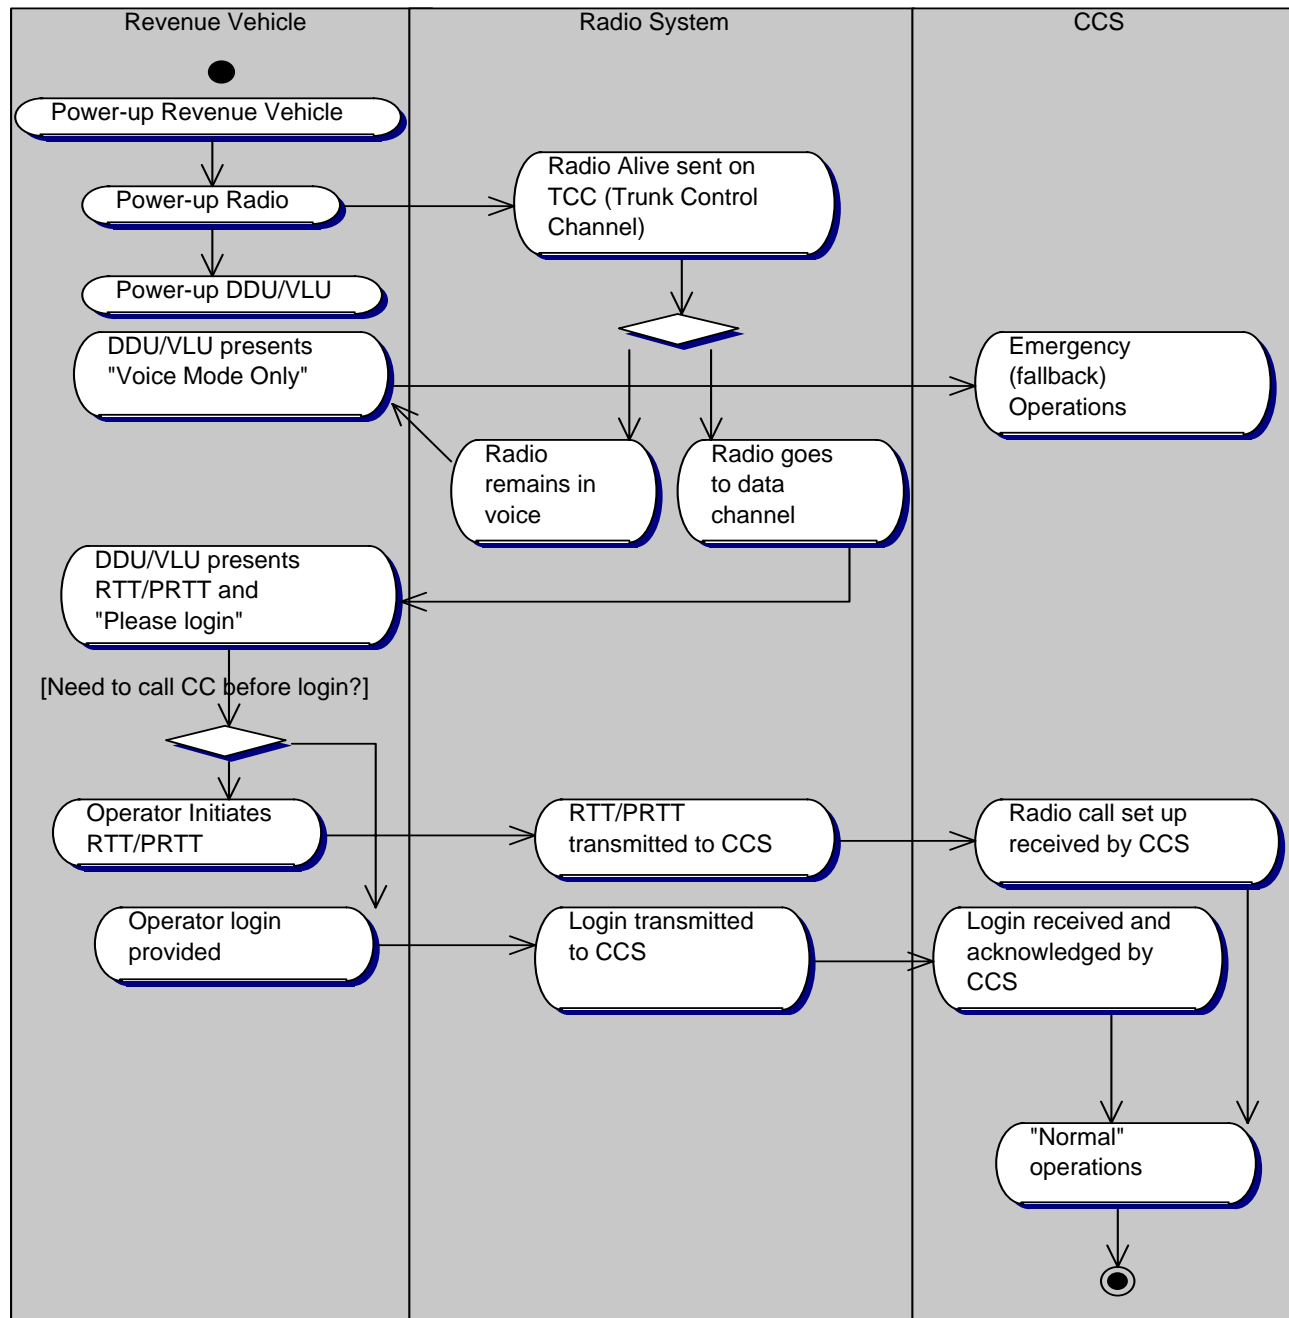 Revenue Vehicle
Radio System
CCS
Power-up Revenue Vehicle
Radio Alive sent on
TCC (Trunk Control
Channel)
Power-up Radio
Power-up DDU/VLU
DDU/VLU presents
"Voice Mode Only"
Emergency
(fallback)
Operations
Radio
remains in
voice
Radio goes
to data
channel
DDU/VLU presents
RTT/PRTT and
"Please login"
[Need to call CC before login?]
Operator Initiates
RTT/PRTT
RTT/PRTT
transmitted to CCS
Radio call set up
received by CCS
Operator login
provided
Login transmitted
to CCS
Login received and
acknowledged by
CCS
"Normal"
operations